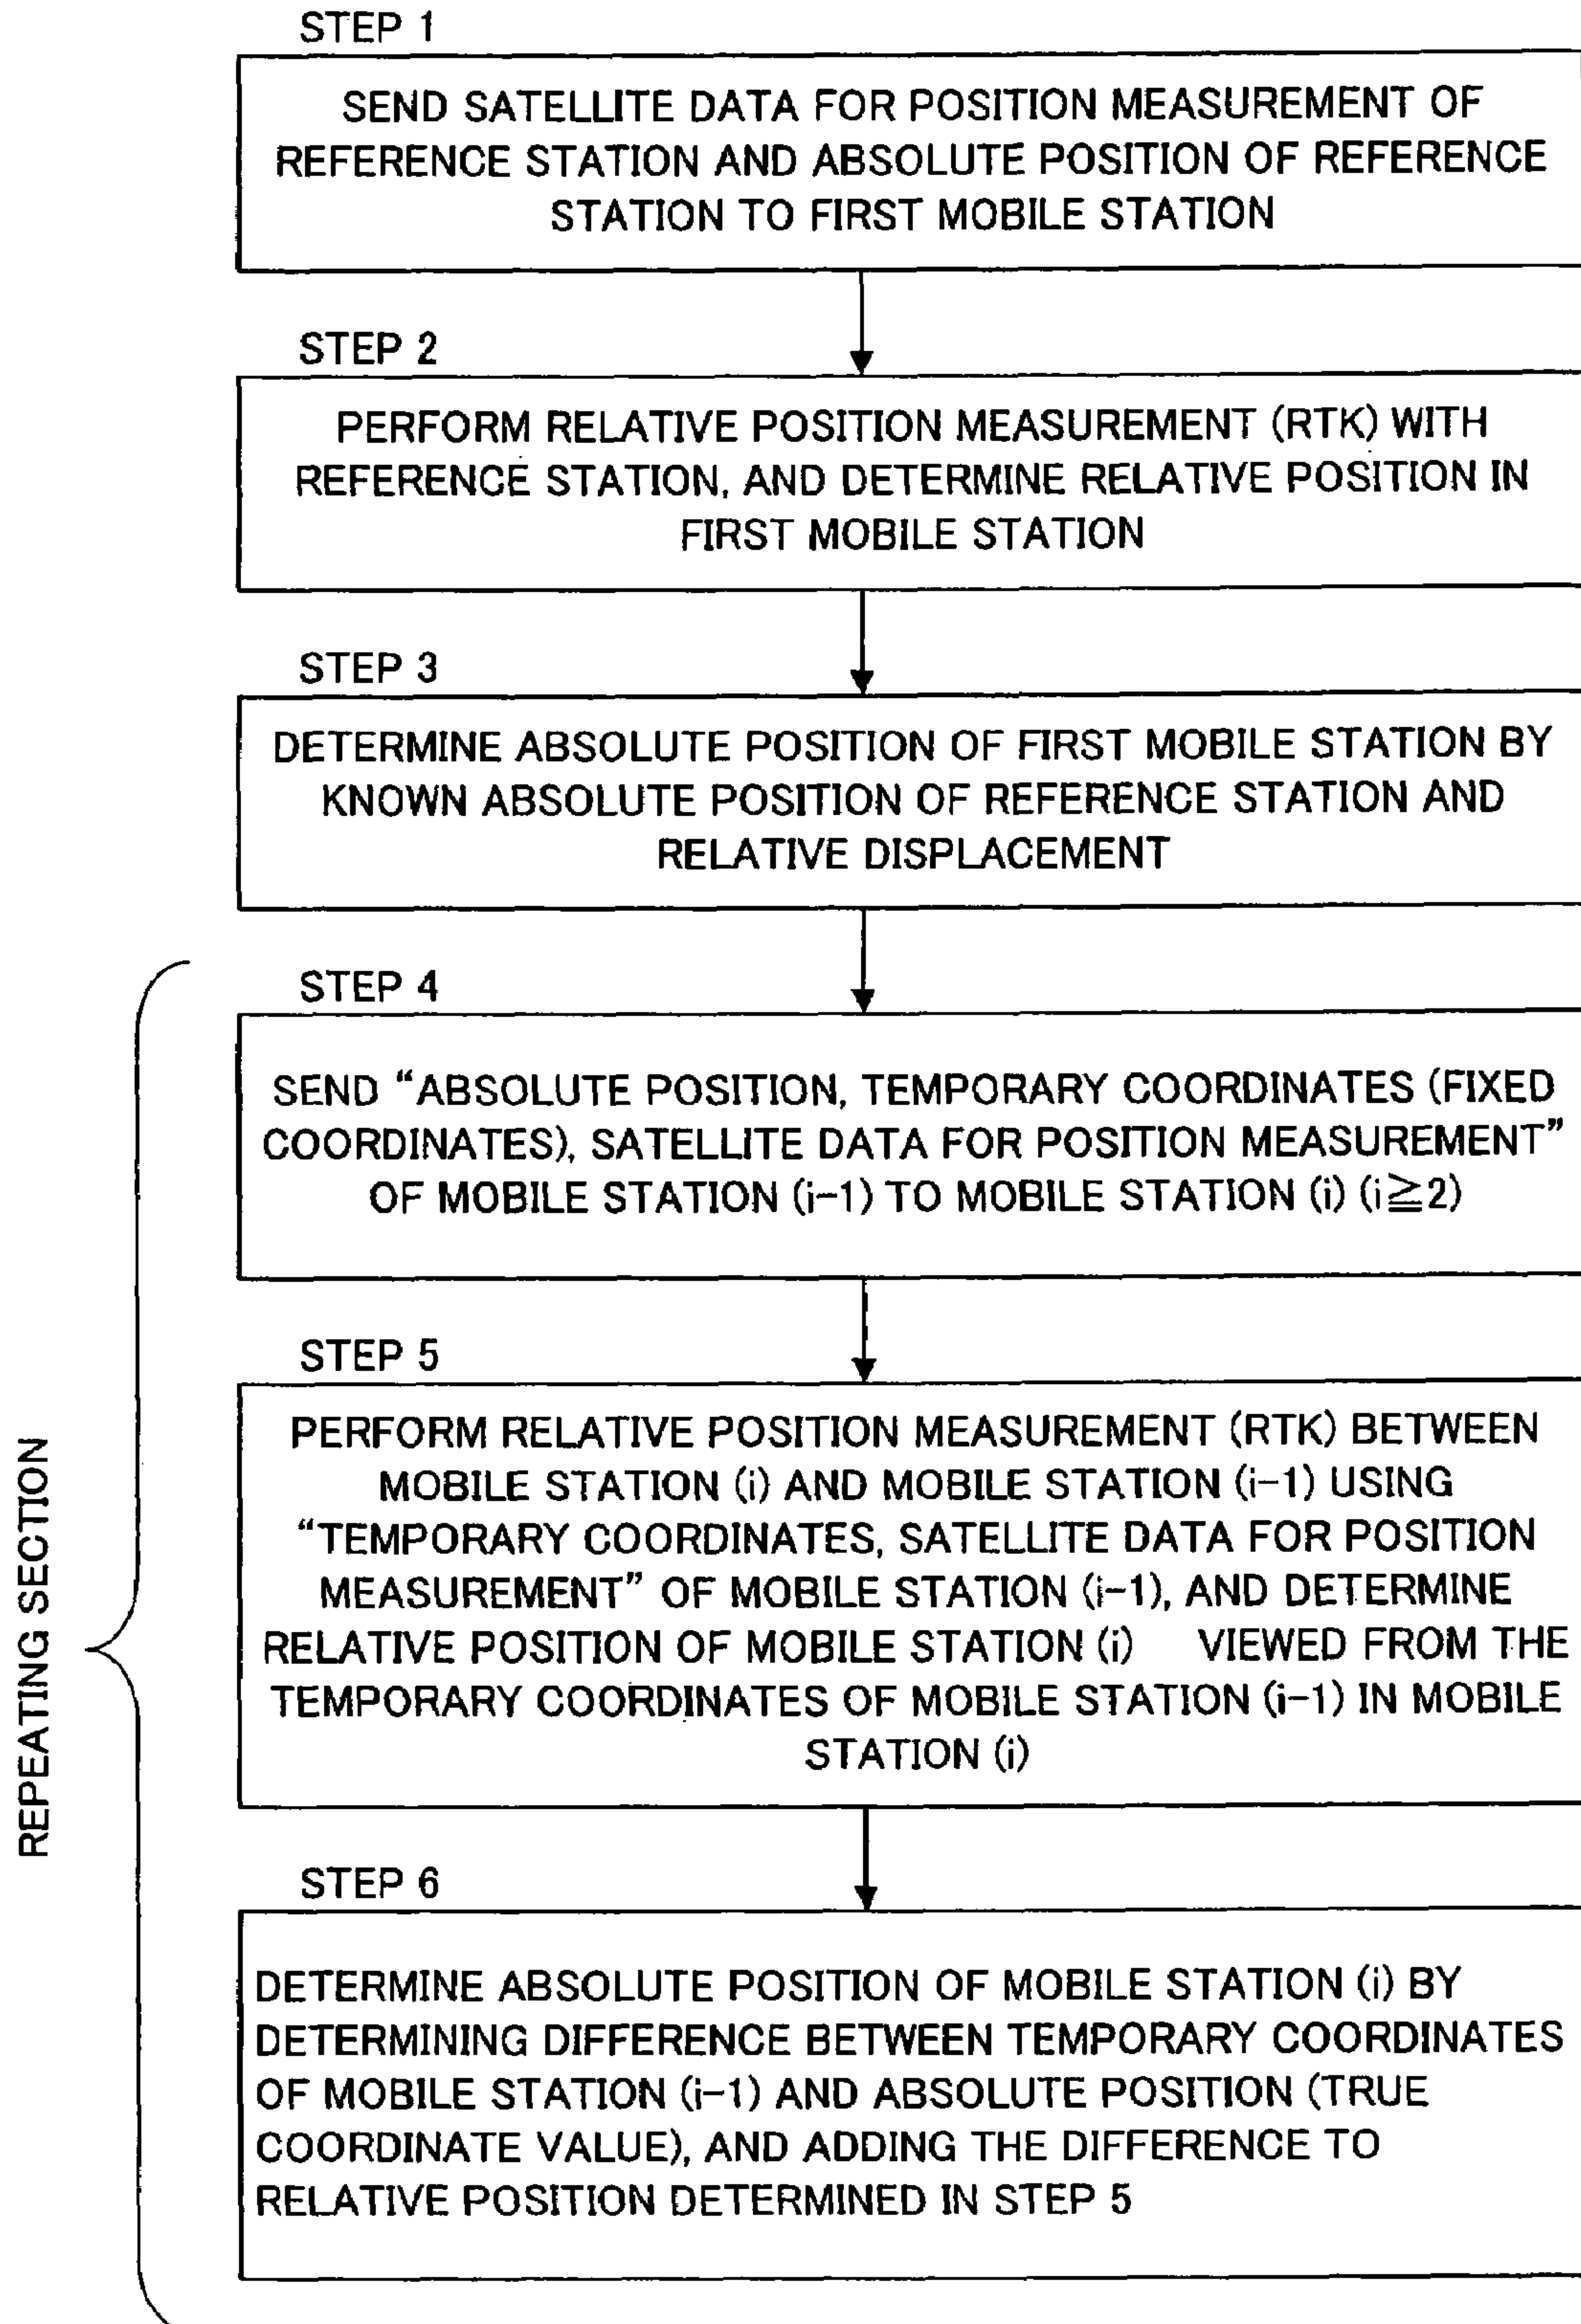 STEP 1
SEND SATELLITE DATA FOR POSITION MEASUREMENT OF
REFERENCE STATION AND ABSOLUTE POSITION OF REFERENCE
STATION TO FIRST MOBILE STATION
STEP 2
PERFORM RELATIVE POSITION MEASUREMENT (RTK) WITH
REFERENCE STATION, AND DETERMINE RELATIVE POSITION IN
FIRST MOBILE STATION
STEP 3
DETERMINE ABSOLUTE POSITION OF FIRST MOBILE STATION BY
KNOWN ABSOLUTE POSITION OF REFERENCE STATION AND
RELATIVE DISPLACEMENT
REPEATING SECTION
STEP 4
SEND “ABSOLUTE POSITION, TEMPORARY COORDINATES (FIXED
COORDINATES), SATELLITE DATA FOR POSITION MEASUREMENT”
OF MOBILE STATION (i-1) TO MOBILE STATION (i) (i≧2)
STEP 5
PERFORM RELATIVE POSITION MEASUREMENT (RTK) BETWEEN
MOBILE STATION (i) AND MOBILE STATION (i-1) USING
“TEMPORARY COORDINATES, SATELLITE DATA FOR POSITION
MEASUREMENT” OF MOBILE STATION (i-1), AND DETERMINE
RELATIVE POSITION OF MOBILE STATION (i) VIEWED FROM THE
TEMPORARY COORDINATES OF MOBILE STATION (i-1) IN MOBILE
STATION (i)
STEP 6
DETERMINE ABSOLUTE POSITION OF MOBILE STATION (i) BY
DETERMINING DIFFERENCE BETWEEN TEMPORARY COORDINATES
OF MOBILE STATION (i-1) AND ABSOLUTE POSITION (TRUE
COORDINATE VALUE), AND ADDING THE DIFFERENCE TO
RELATIVE POSITION DETERMINED IN STEP 5